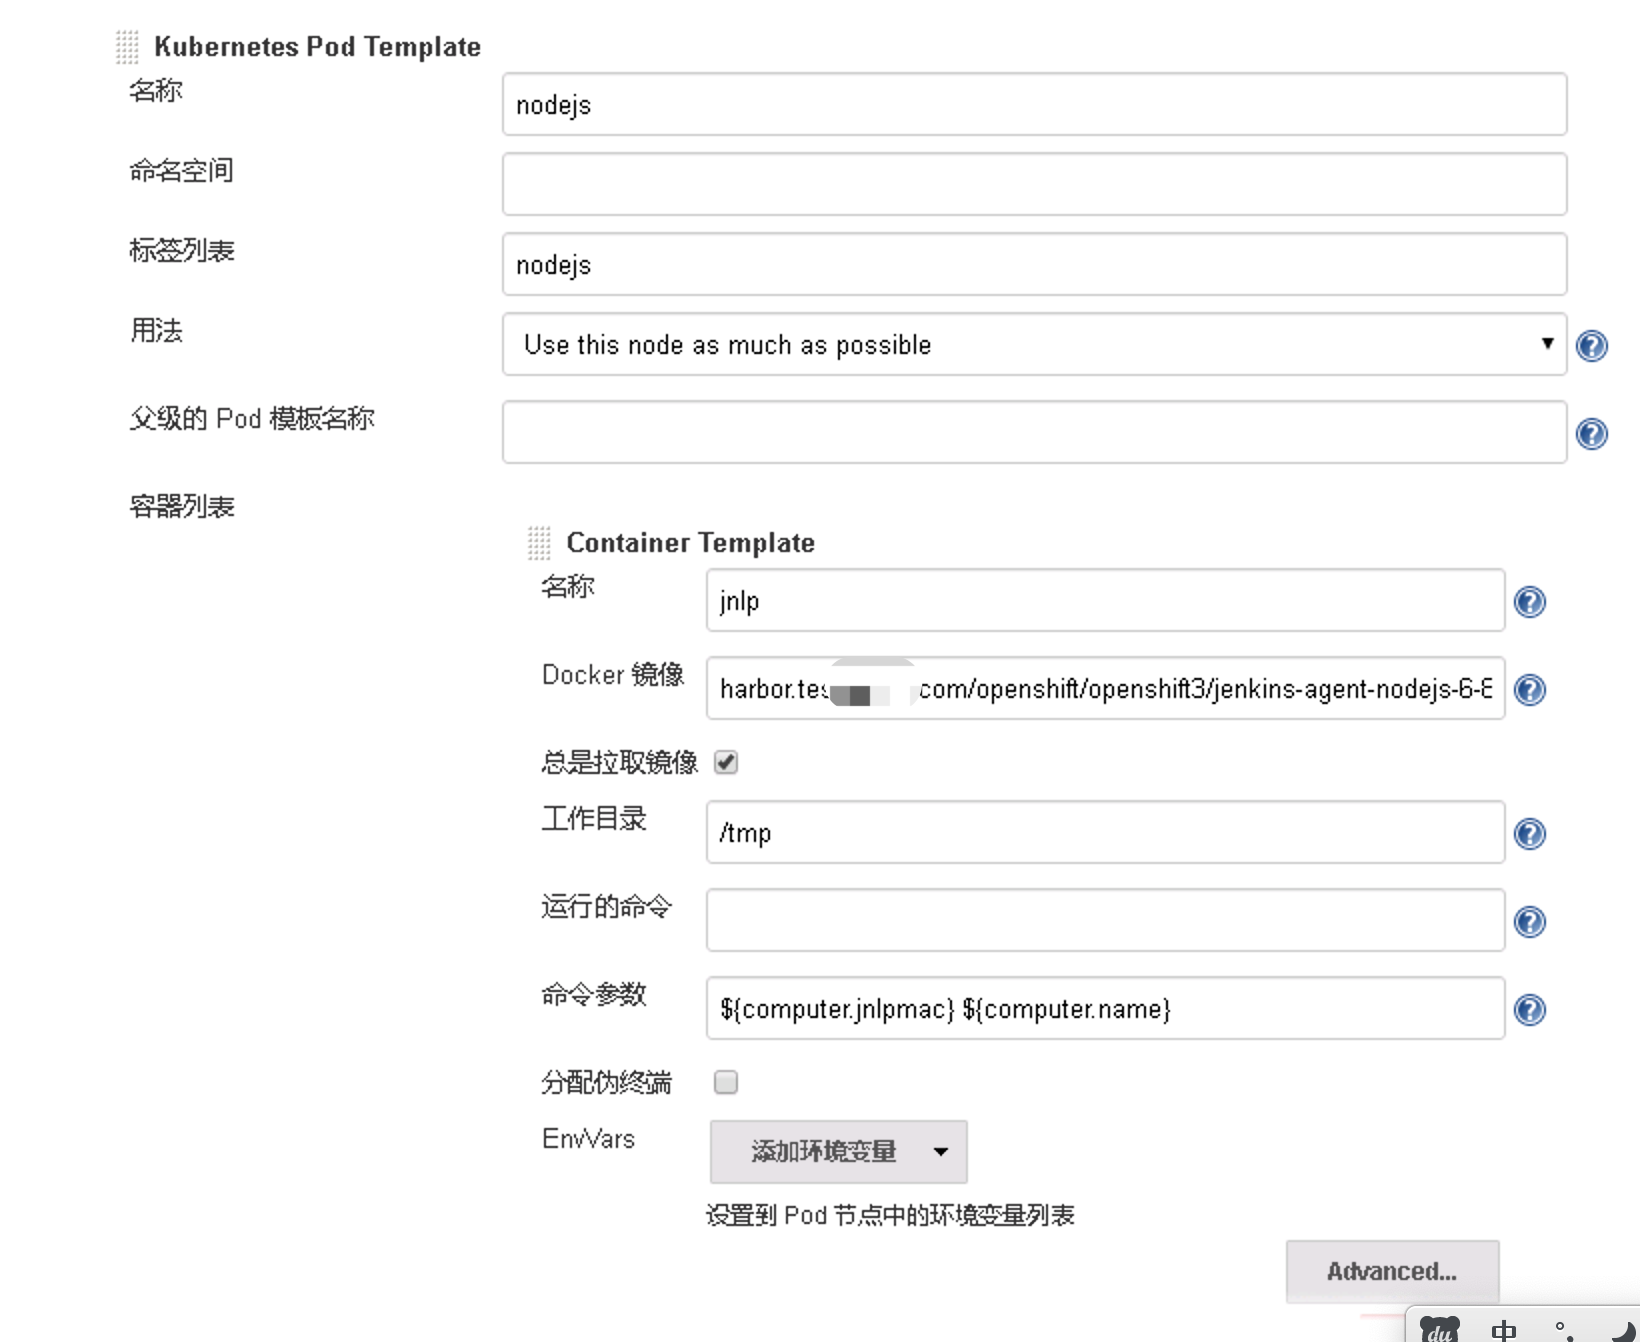 Kubernetes Pod Template
名称
nodejs
命名空间
标签列表
nodejs
用法
Use this node as much as possible
父级的 Pod 模板名称
容器列表
Container Template
名称
jnlp
Docker 镜像
harbor.tes com/openshift/openshift3/jenkins-agent-nodejs-6-
总是拉取镜像
工作目录
/tmp
运行的命令
命令参数
${computer.jnlpmac} ${computer.name}
分配伪终端
EnvVars
添加环境变量
设置到 Pod 节点中的环境变量列表
Advanced...
du 中 °,